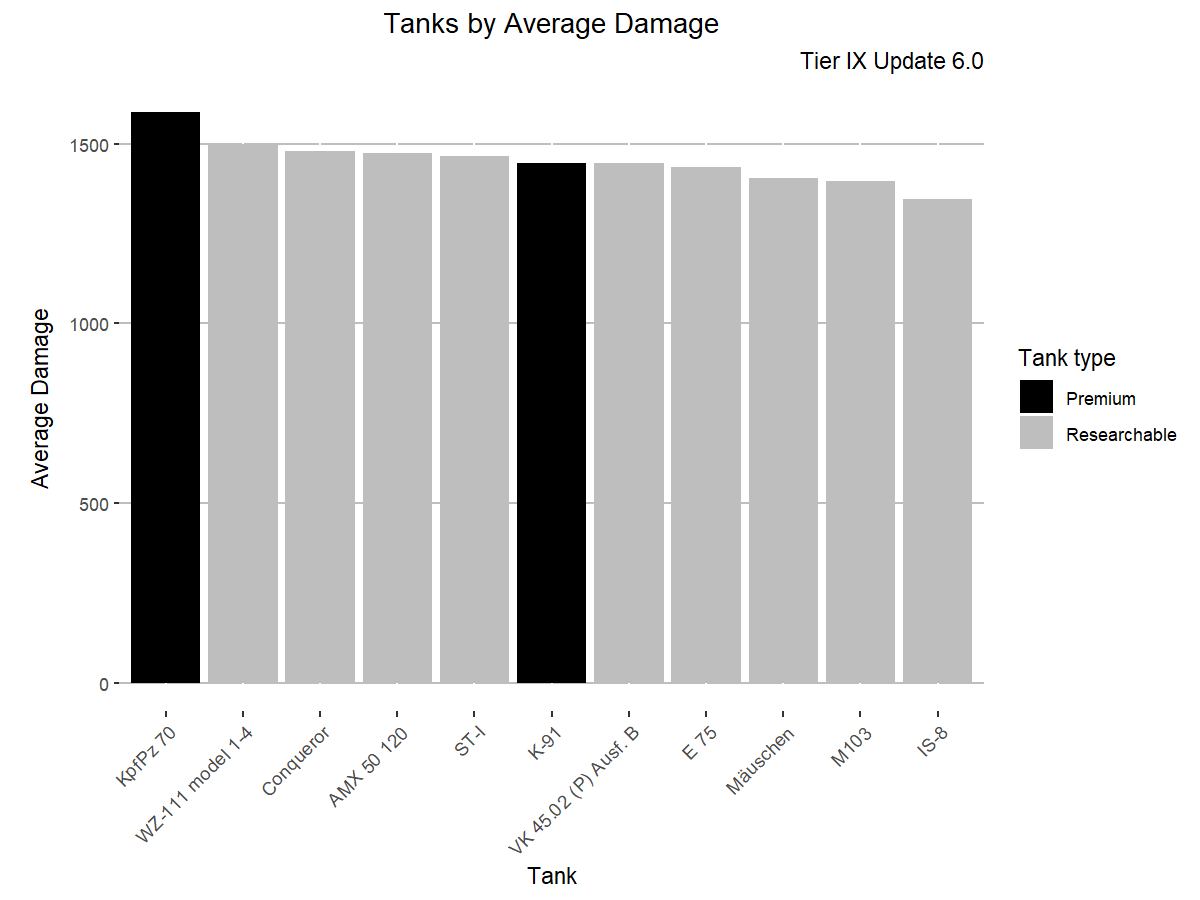 Tanks by Average Damage
Tier IX Update 6.0
Average Damage
1500
1000
500
0
KpfPz 70
WZ-111 model 1-4
Conqueror
AMX 50 120
ST-I
K-91
VK 45.02 (P) Ausf. B
E 75
Mäuschen
M103
IS-8
Tank
Tank type
Premium
Researchable